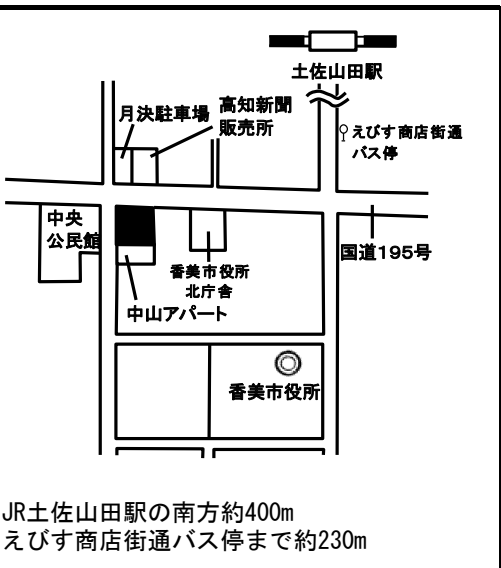 土佐山田駅
高知新聞
販売所
月決駐車場
えびす商店街通
バス停
中央
公民館
国道195号
香美市役所
北庁舎
中山アパート
香美市役所
JR土佐山田駅の南方約400m
えびす商店街通バス停まで約230m